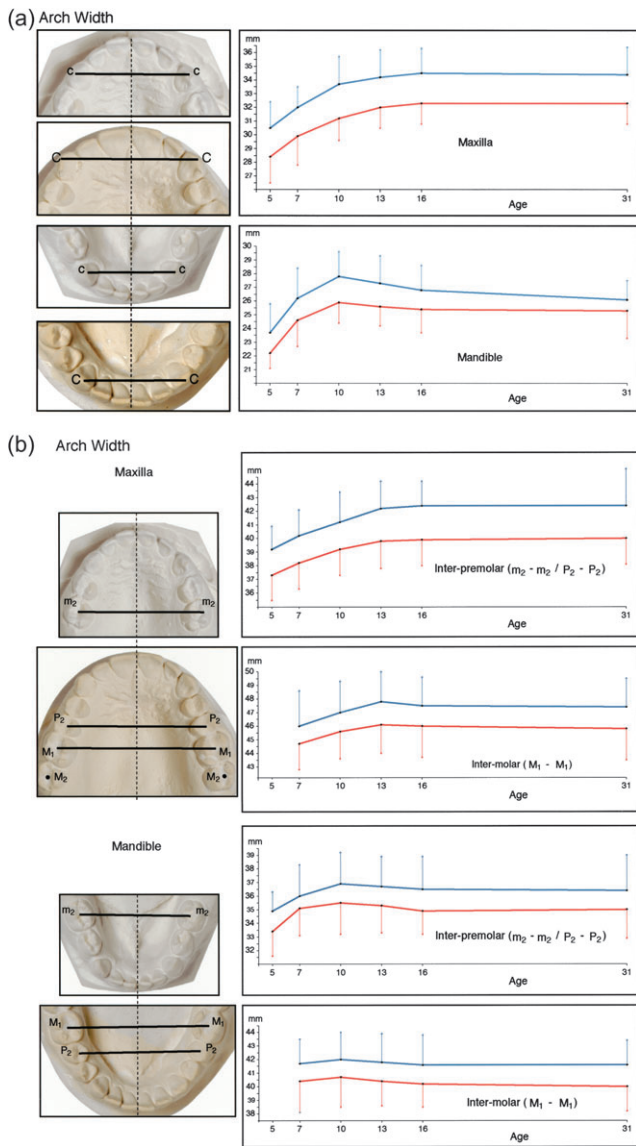 (a) Arch Width
c c
C C
c c
C C
mm
36
35
34
33
32
31
30
29
28
27
Maxilla
5 7 10 13 16 31
Age
mm
30
29
28
27
26
25
24
23
22
21
20
Mandible
5 7 10 13 16 31
Age
(b) Arch Width
Maxilla
m2 m2
P2 P2
M1 M1
M2 M2
mm
44
43
42
41
40
39
38
37
36
Inter-premolar (m2 - m2 / P2 - P2)
5 7 10 13 16 31
Age
mm
50
49
48
47
46
45
44
43
Inter-molar (M1 - M1)
5 7 10 13 16 31
Age
Mandible
m2 m2
M1 M1
P2 P2
mm
39
38
37
36
35
34
33
32
Inter-premolar (m2 - m2 / P2 - P2)
5 7 10 13 16 31
Age
mm
44
42
40
38
Inter-molar (M1 - M1)
5 7 10 13 16 31
Age